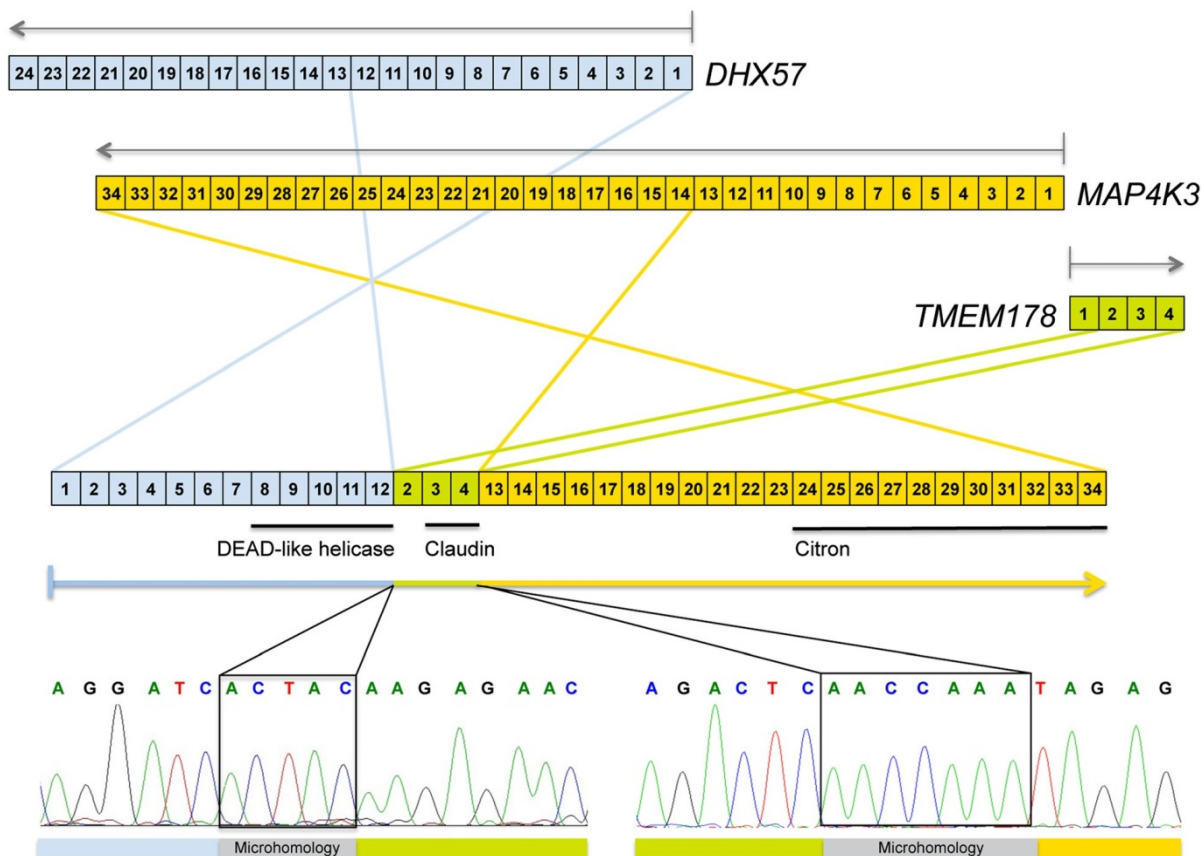 24 23 22 21 20 19 18 17 16 15 14 13 12 11 10 9 8 7 6 5 4 3 2 1 DHX57
34 33 32 31 30 29 28 27 26 25 24 23 22 21 20 19 18 17 16 15 14 13 12 11 10 9 8 7 6 5 4 3 2 1 MAP4K3
TMEM178 1 2 3 4
1 2 3 4 5 6 7 8 9 10 11 12 2 3 4 13 14 15 16 17 18 19 20 21 22 23 24 25 26 27 28 29 30 31 32 33 34
DEAD-like helicase Claudin Citron
A G G A T C A C T A C A A G A G A A C A G A C T C A A C C A A A T A G A G
Microhomology Microhomology